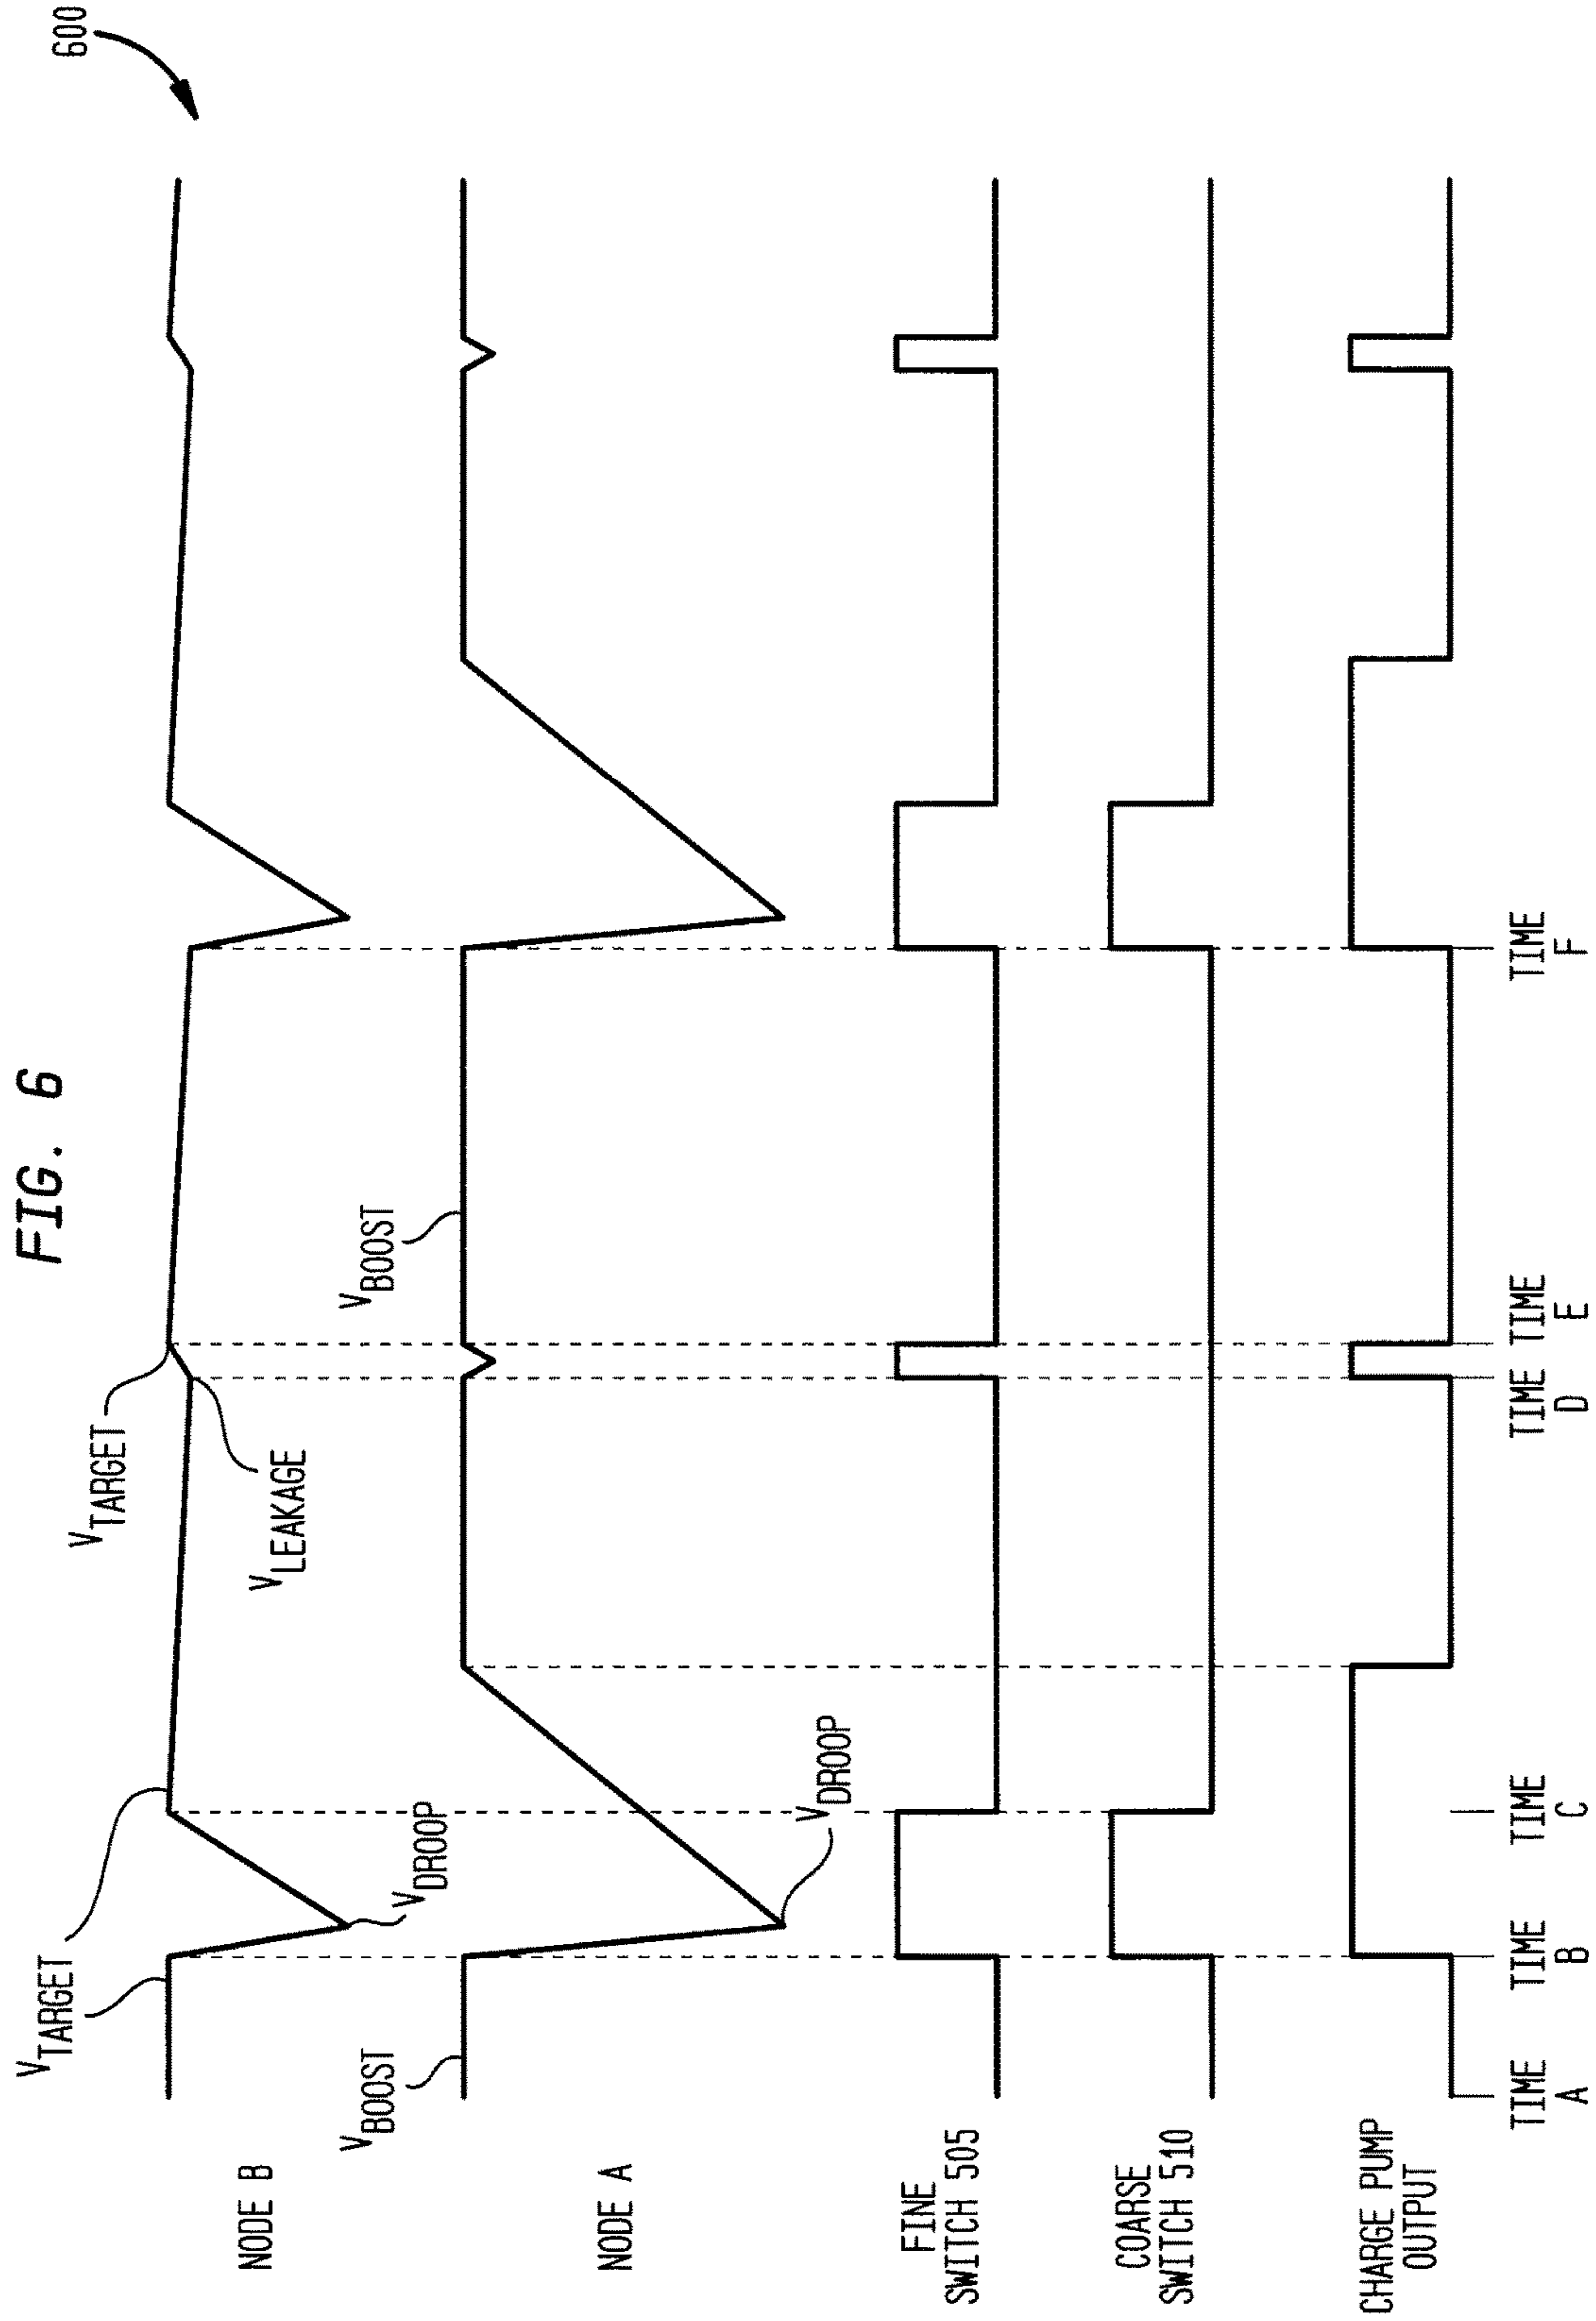 FIG. 6
600
VTARGET
VTARGET
VLEAKAGE
NODE B
VDROOP
VBOOST
VBOOST
NODE A
VDROOP
FINE
SWITCH 505
COARSE
SWITCH 510
CHARGE PUMP
OUTPUT
TIME
A
TIME
B
TIME
C
TIME
D
TIME
E
TIME
F